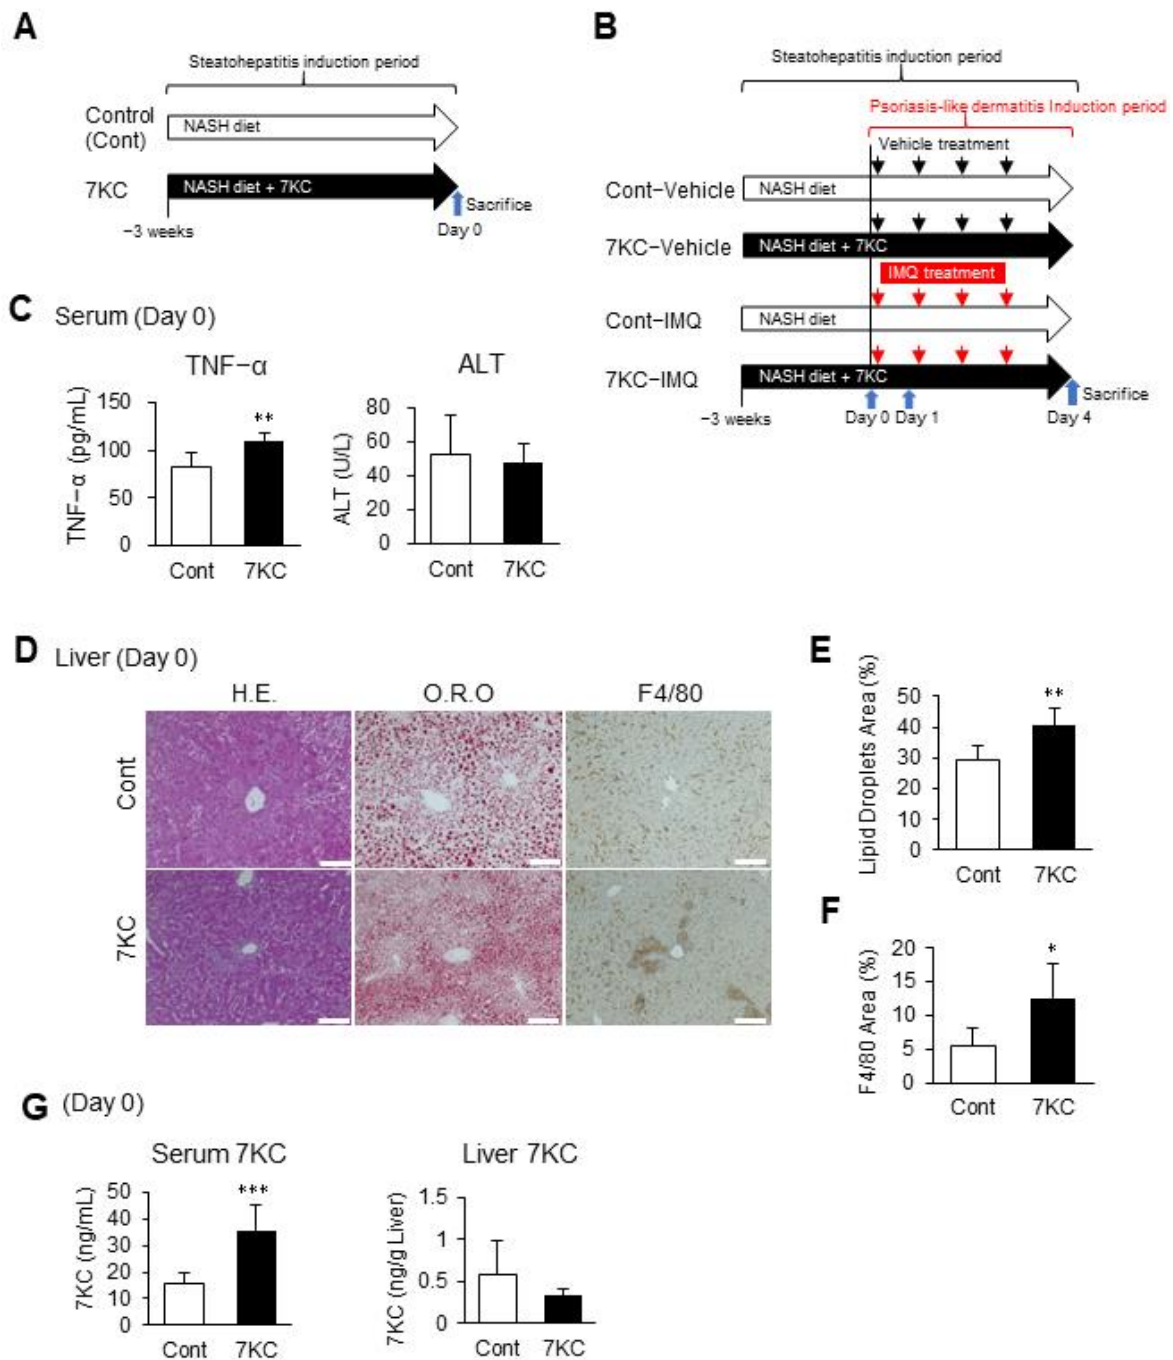 A
Steatohepatitis induction period
Control
(Cont)
NASH diet
7KC
NASH diet + 7KC
Sacrifice
−3 weeks
Day 0
B
Steatohepatitis induction period
Psoriasis-like dermatitis Induction period
Vehicle treatment
Cont−Vehicle
NASH diet
7KC−Vehicle
NASH diet + 7KC
IMQ treatment
Cont−IMQ
NASH diet
7KC−IMQ
NASH diet + 7KC
Sacrifice
−3 weeks
Day 0
Day 1
Day 4
C
Serum (Day 0)
TNF−α
TNF−α (pg/mL)
150
100
50
0
**
Cont
7KC
ALT
ALT (U/L)
80
60
40
20
0
Cont
7KC
D
Liver (Day 0)
H.E.
O.R.O
F4/80
Cont
7KC
E
Lipid Droplets Area (%)
50
40
30
20
10
0
**
Cont
7KC
F
F4/80 Area (%)
20
15
10
5
0
*
Cont
7KC
G
(Day 0)
Serum 7KC
7KC (ng/mL)
50
40
30
20
10
0
***
Cont
7KC
Liver 7KC
7KC (ng/g Liver)
1.5
1
0.5
0
Cont
7KC